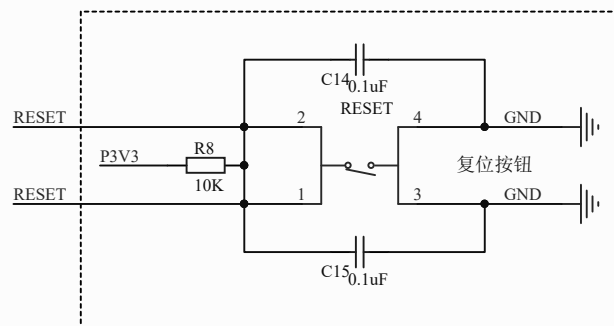 C14
0.1uF
RESET
RESET
2
4
GND
P3V3
R8
10K
复位按钮
RESET
1
3
GND
C15
0.1uF